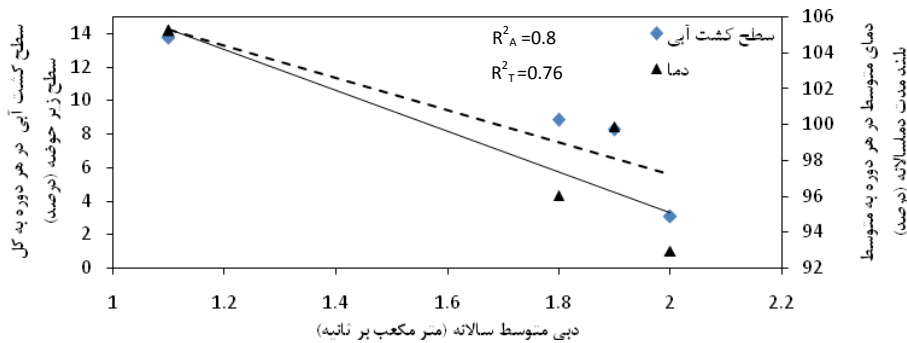 سطح کشت آبی در هر دوره به کل
سطح زیر حوضه (درصد)
14
12
10
8
6
4
2
0
R²A =0.8
R²T =0.76
سطح کشت آبی
دما
106
104
102
100
98
96
94
92
دمای متوسط در هر دوره به متوسط
بلند مدت دمای سالانه (درصد)
1
1.2
1.4
1.6
1.8
2
2.2
دبی متوسط سالانه (متر مکعب بر ثانیه)